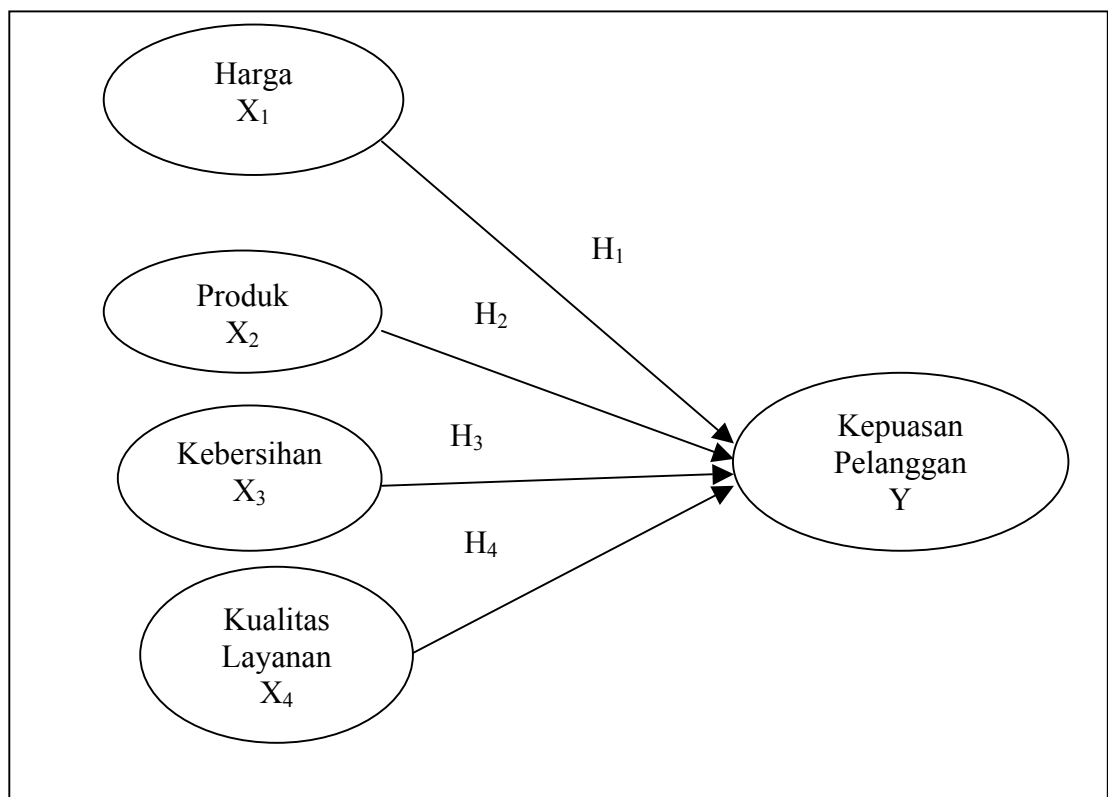 Harga
X₁
H₁
Produk
X₂
H₂
Kebersihan
X₃
H₃
Kualitas
Layanan
X₄
H₄
Kepuasan
Pelanggan
Y